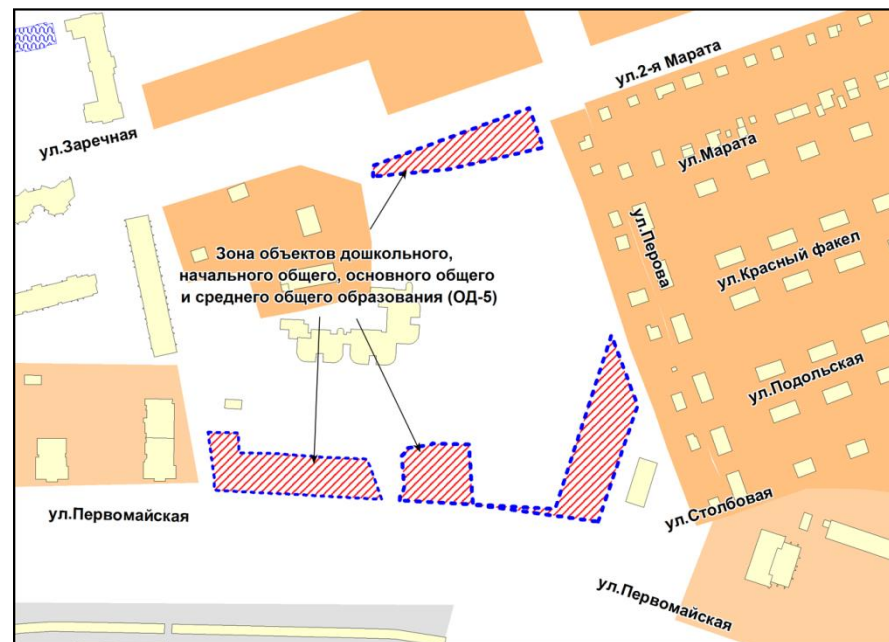 ул.2-я Марата
ул.Заречная
ул.Марата
ул.Перова
Зона объектов дошкольного,
начального общего, основного общего
и среднего общего образования (ОД-5)
ул.Красный факел
ул.Подольская
ул.Столбовая
ул.Первомайская
ул.Первомайская